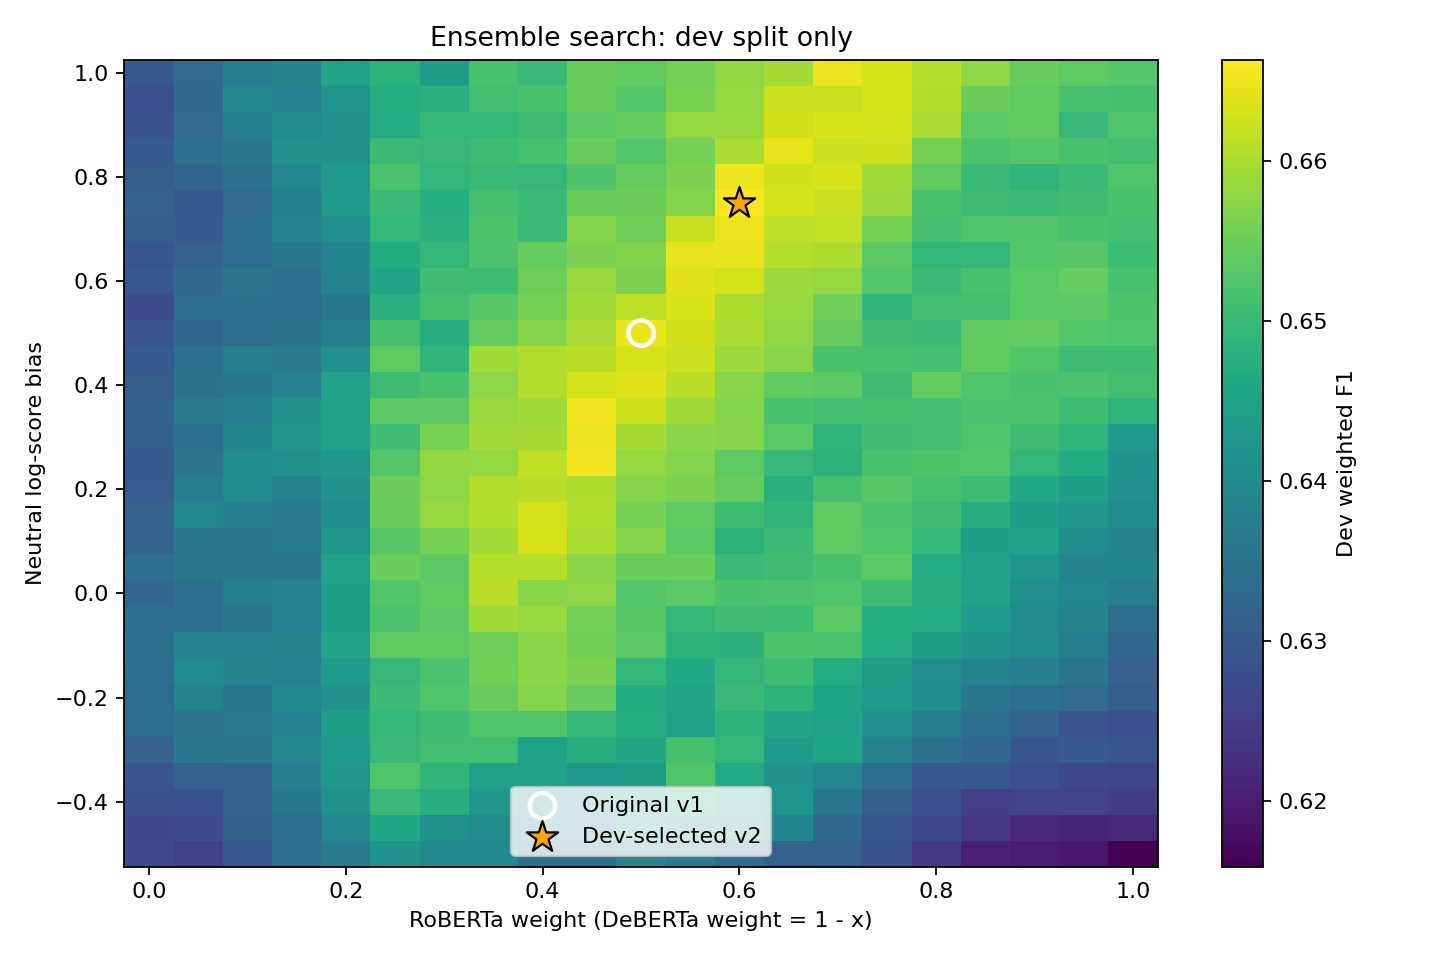 Ensemble search: dev split only
1.0
0.8
0.6
0.4
0.2
0.0
−0.2
−0.4
Neutral log-score bias
0.0 0.2 0.4 0.6 0.8 1.0
RoBERTa weight (DeBERTa weight = 1 - x)
Original v1
Dev-selected v2
0.66
0.65
0.64
0.63
0.62
Dev weighted F1